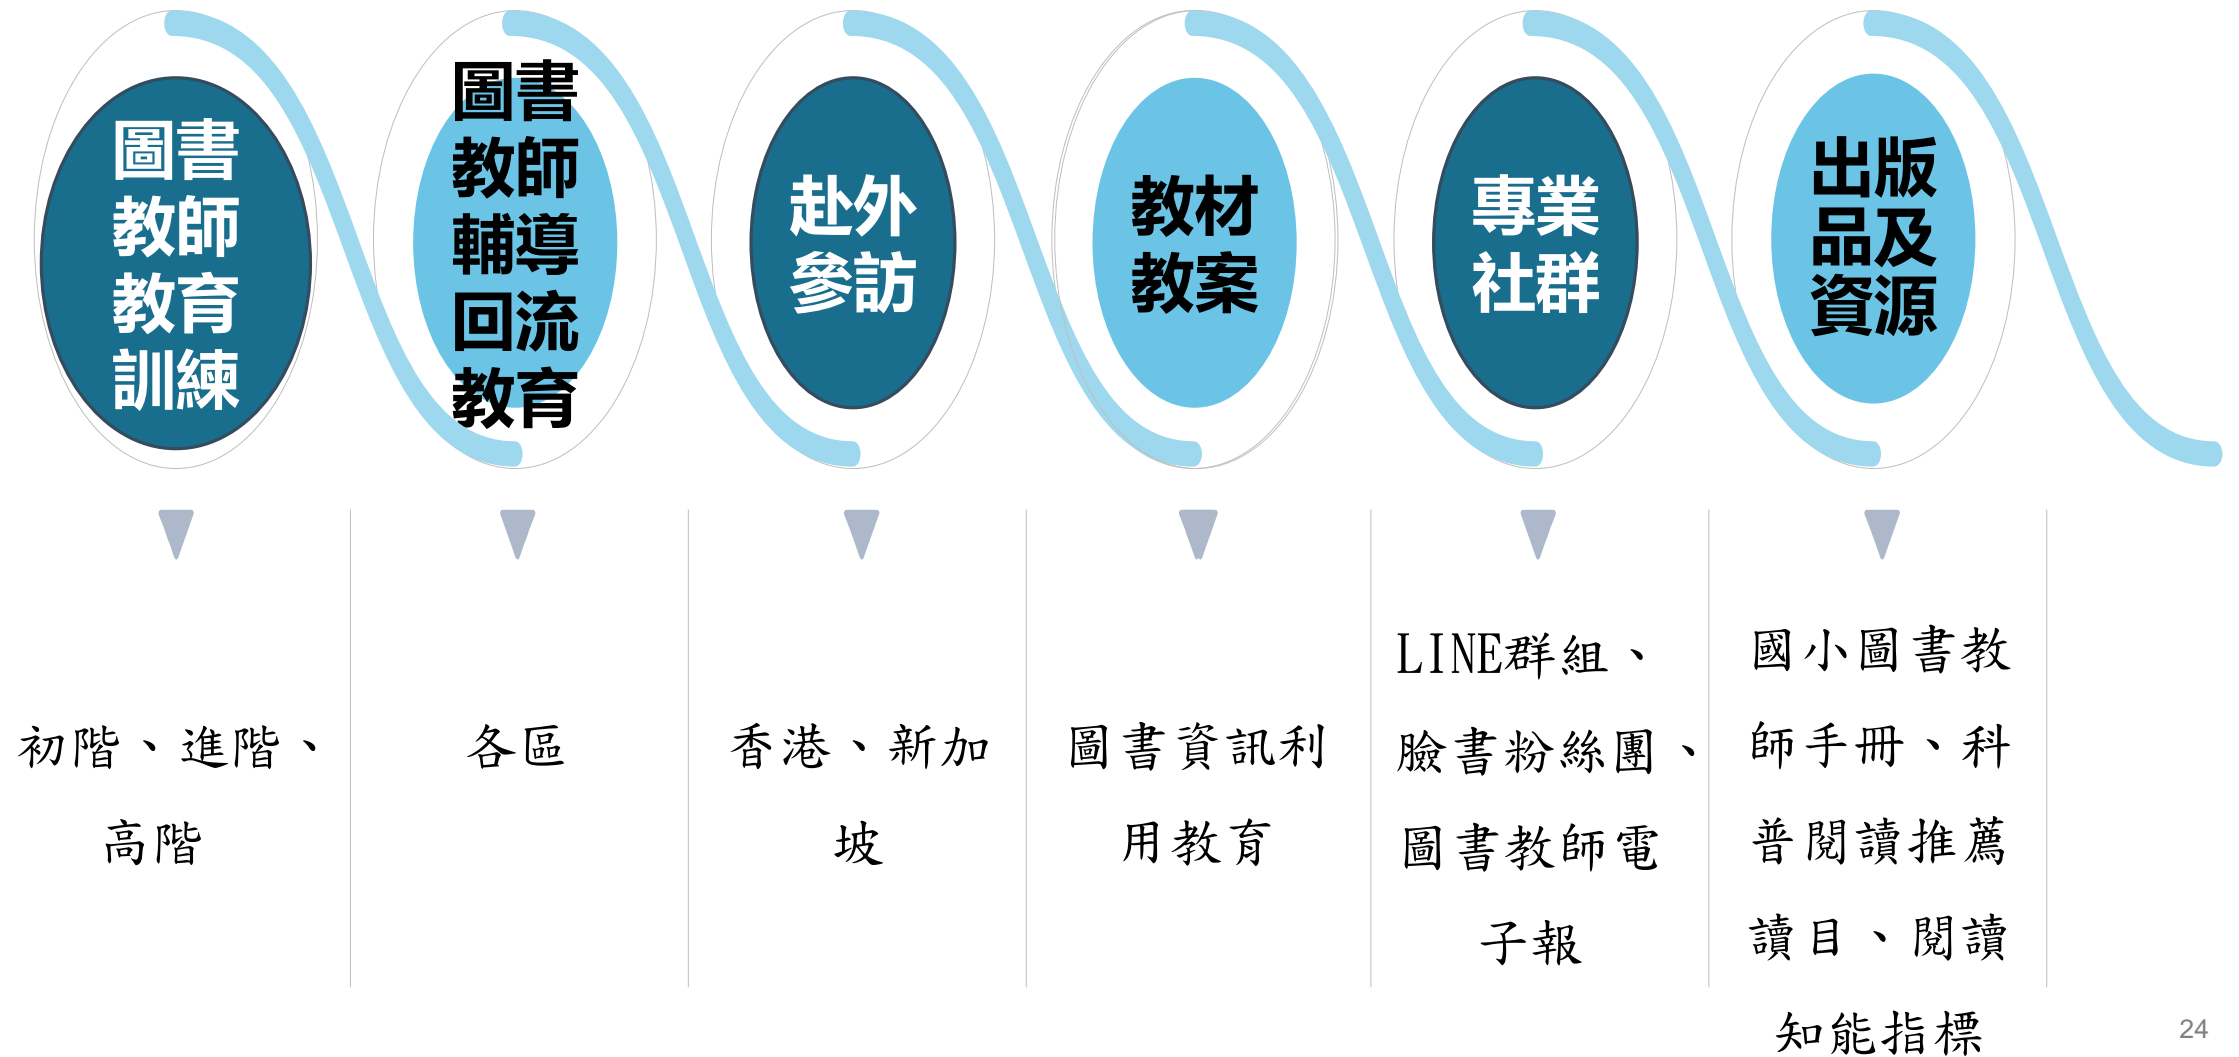 圖書
教師
教育
訓練
圖書
教師
輔導
回流
教育
赴外
參訪
教材
教案
專業
社群
出版
品及
資源
初階、進階、
高階
各區
香港、新加
坡
圖書資訊利
用教育
LINE群組、
臉書粉絲團、
圖書教師電
子報
國小圖書教
師手冊、科
普閱讀推薦
讀目、閱讀
知能指標
24